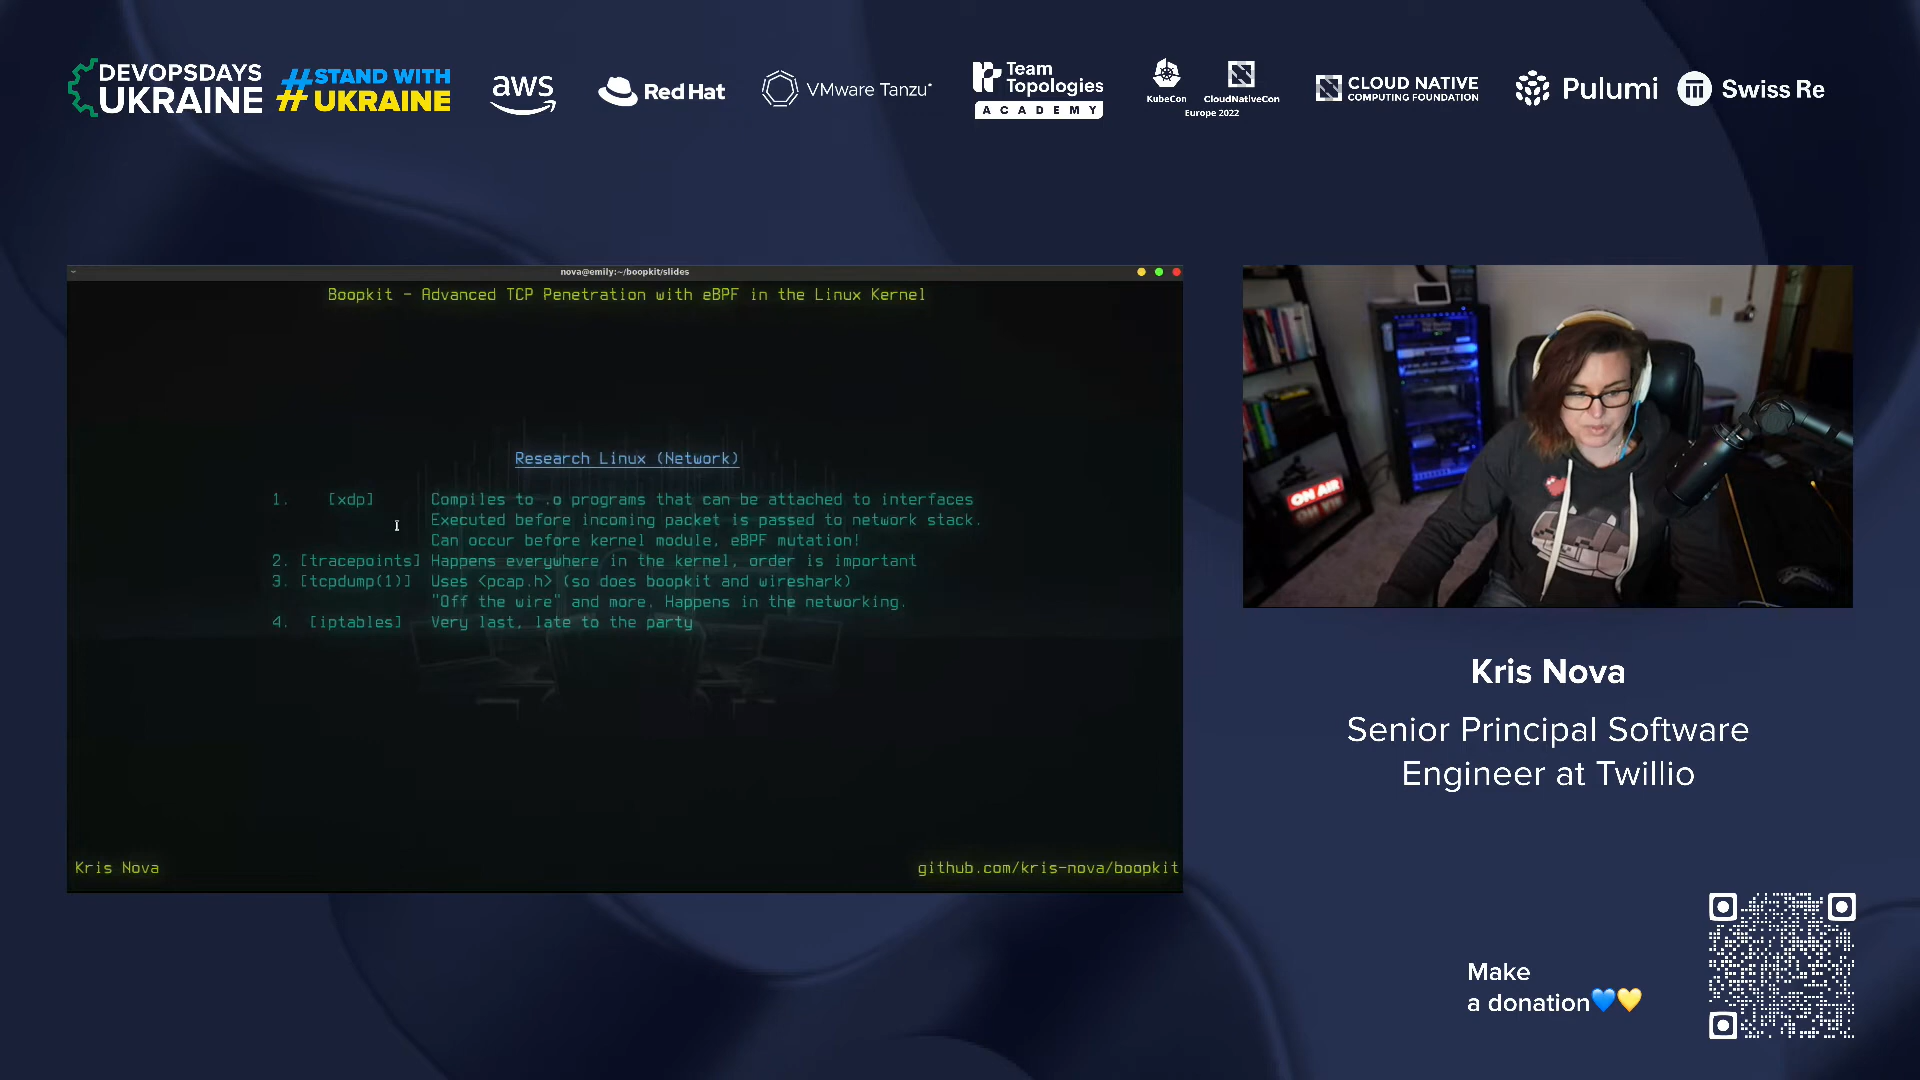 DEVOPSDAYS
UKRAINE
#STAND WITH
UKRAINE
aws
Red Hat
VMware Tanzu
Team
Topologies
ACADEMY
KubeCon
CloudNativeCon
Europe 2022
CLOUD NATIVE
COMPUTING FOUNDATION
Pulumi
Swiss Re
nova@emily:~/boopkit/slides
Boopkit - Advanced TCP Penetration with eBPF in the Linux Kernel
Research Linux (Network)
1. [xdp] Compiles to .o programs that can be attached to interfaces
Executed before incoming packet is passed to network stack.
Can occur before kernel module, eBPF mutation!
2. [tracepoints] Happens everywhere in the kernel, order is important
3. [tcpdump(1)] Uses <pcap.h> (so does boopkit and wireshark)
"Off the wire" and more. Happens in the networking.
4. [iptables] Very last, late to the party
Kris Nova
github.com/kris-nova/boopkit
ON AIR
Kris Nova
Senior Principal Software
Engineer at Twillio
Make
a donation💙💛